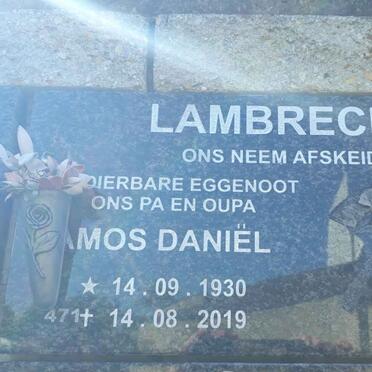 LAMBREC
ONS NEEM AFSKEID
DIERBARE EGGENOOT
ONS PA EN OUPA
AMOS DANIËL
★ 14.09.1930
471 ✝ 14.08.2019